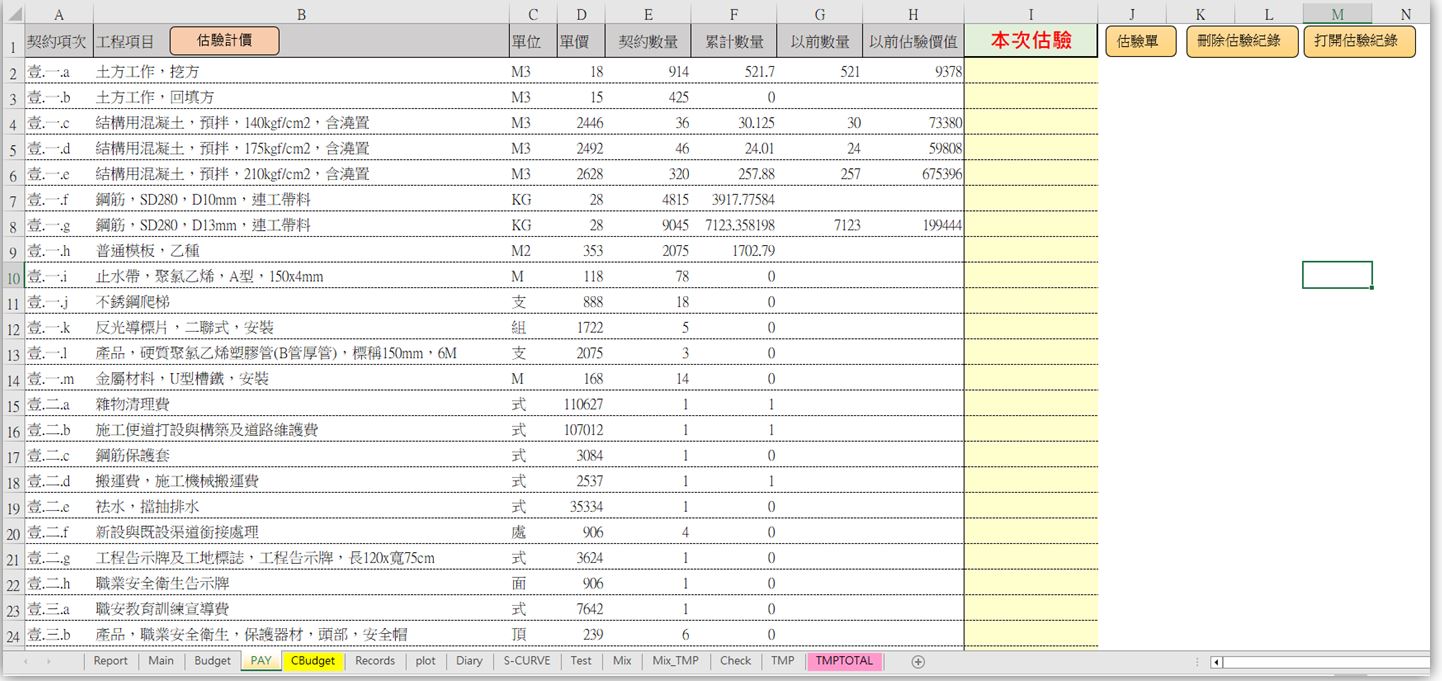 A B C D E F G H I J K L M N
1 契約項次 工程項目 估驗計價 單位 單價 契約數量 累計數量 以前數量 以前估驗價值 本次估驗 估驗單 刪除估驗紀錄 打開估驗紀錄
2 壹.一.a 土方工作，挖方 M3 18 914 521.7 521 9378
3 壹.一.b 土方工作，回填方 M3 15 425 0
4 壹.一.c 結構用混凝土，預拌，140kgf/cm2，含澆置 M3 2446 36 30.125 30 73380
5 壹.一.d 結構用混凝土，預拌，175kgf/cm2，含澆置 M3 2492 46 24.01 24 59808
6 壹.一.e 結構用混凝土，預拌，210kgf/cm2，含澆置 M3 2628 320 257.88 257 675396
7 壹.一.f 鋼筋，SD280，D10mm，連工帶料 KG 28 4815 3917.77584
8 壹.一.g 鋼筋，SD280，D13mm，連工帶料 KG 28 9045 7123.358198 7123 199444
9 壹.一.h 普通模板，乙種 M2 353 2075 1702.79
10 壹.一.i 止水帶，聚氯乙烯，A型，150x4mm M 118 78 0
11 壹.一.j 不銹鋼爬梯 支 888 18 0
12 壹.一.k 反光導標片，二聯式，安裝 組 1722 5 0
13 壹.一.l 產品，硬質聚氯乙烯塑膠管(B管厚管)，標稱150mm，6M 支 2075 3 0
14 壹.一.m 金屬材料，U型槽鐵，安裝 M 168 14 0
15 壹.二.a 雜物清理費 式 110627 1 1
16 壹.二.b 施工便道打設與構築及道路維護費 式 107012 1 1
17 壹.二.c 鋼筋保護套 式 3084 1 0
18 壹.二.d 搬運費，施工機械搬運費 式 2537 1 1
19 壹.二.e 袪水，擋抽排水 式 35334 1 0
20 壹.二.f 新設與既設渠道銜接處理 處 906 4 0
21 壹.二.g 工程告示牌及工地標誌，工程告示牌，長120x寬75cm 式 3624 1 0
22 壹.二.h 職業安全衛生告示牌 面 906 1 0
23 壹.三.a 職安教育訓練宣導費 式 7642 1 0
24 壹.三.b 產品，職業安全衛生，保護器材，頭部，安全帽 頂 239 6 0
Report Main Budget PAY CBudget Records plot Diary S-CURVE Test Mix Mix_TMP Check TMP TMPTOTAL